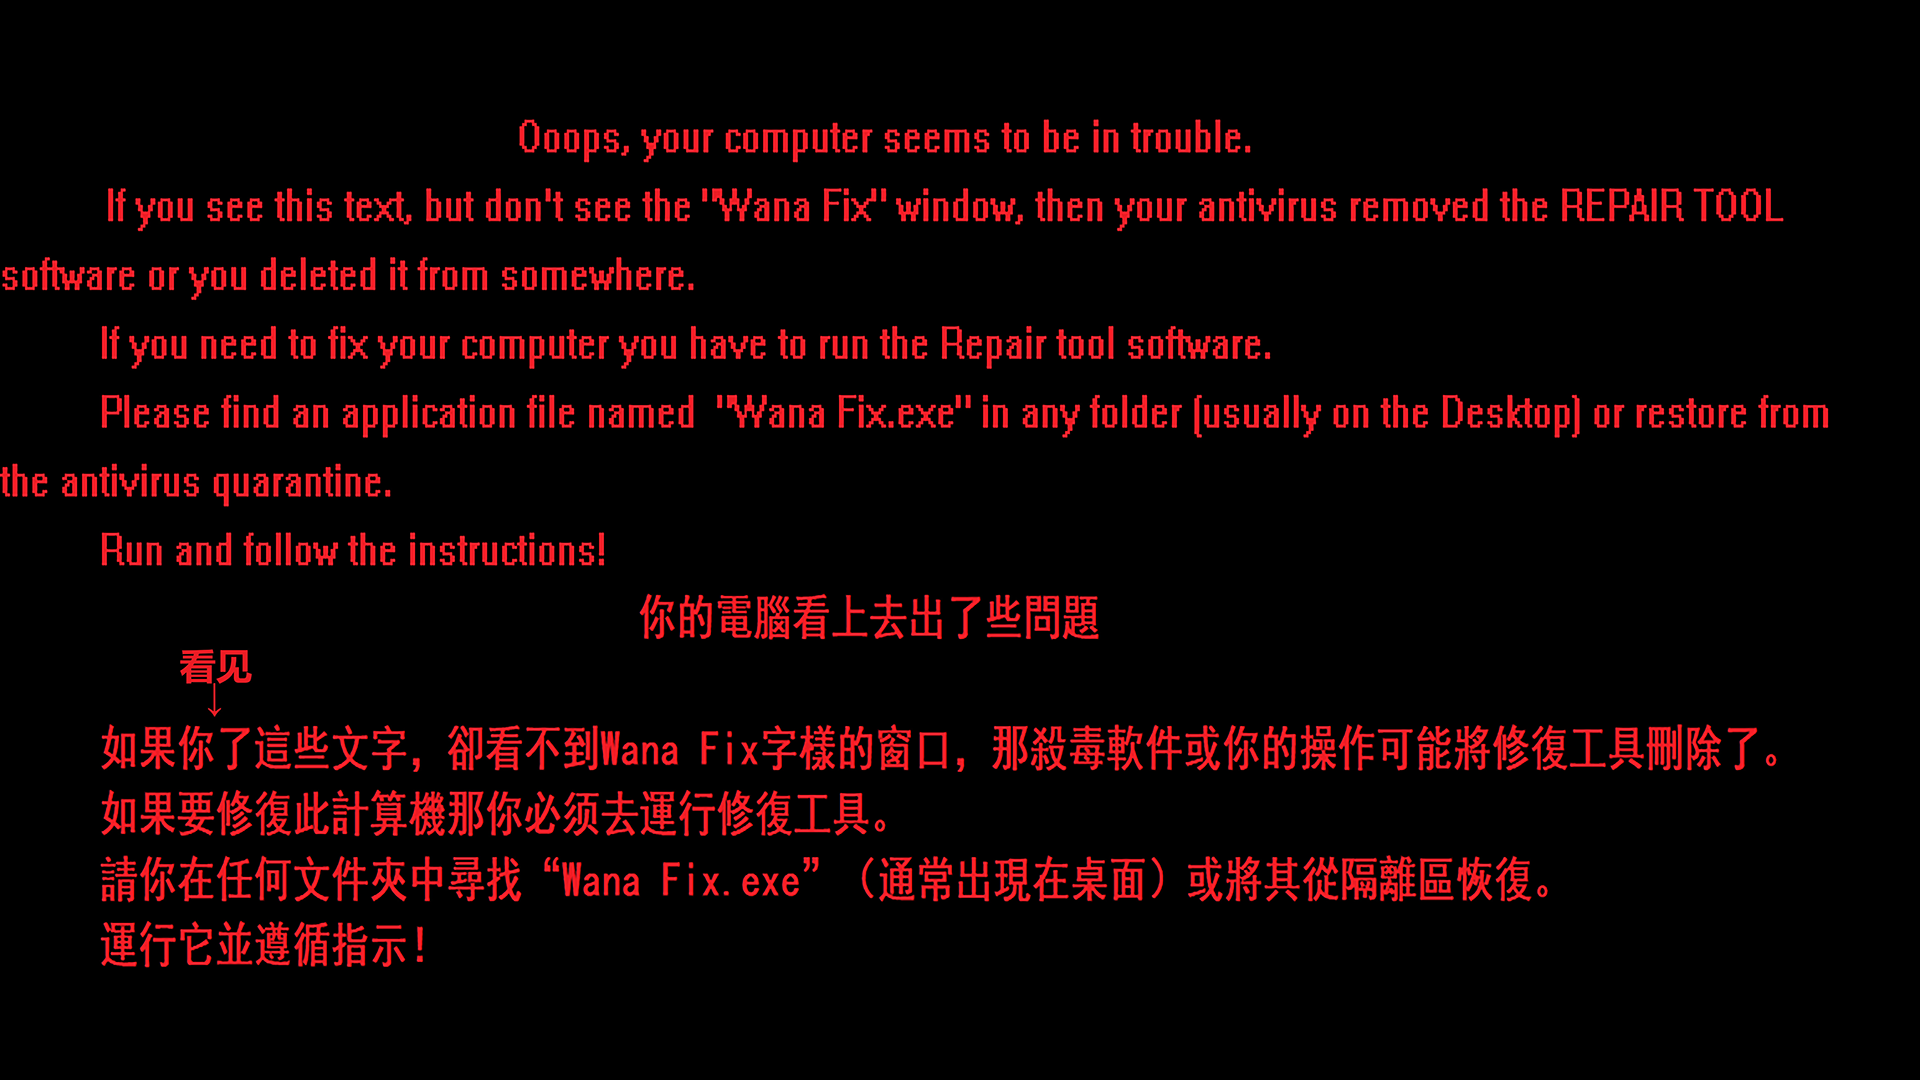 Ooops, your computer seems to be in trouble.
If you see this text, but don't see the "Wana Fix" window, then your antivirus removed the REPAIR TOOL
software or you deleted it from somewhere.
If you need to fix your computer you have to run the Repair tool software.
Please find an application file named "Wana Fix.exe" in any folder (usually on the Desktop) or restore from
the antivirus quarantine.
Run and follow the instructions!
你的電腦看上去出了些問題
看见
↓
如果你了這些文字，卻看不到Wana Fix字樣的窗口，那殺毒軟件或你的操作可能將修復工具刪除了。
如果要修復此計算機那你必须去運行修復工具。
請你在任何文件夾中尋找“Wana Fix.exe”（通常出現在桌面）或將其從隔離區恢復。
運行它並遵循指示!